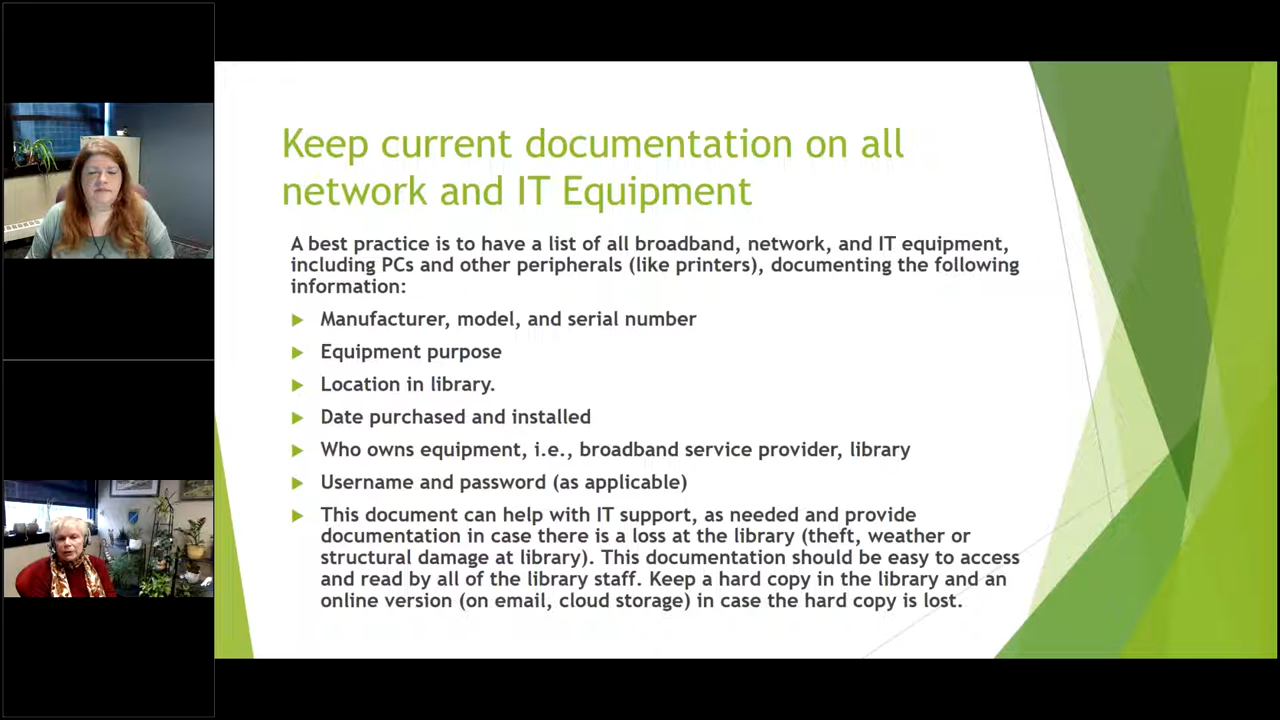 Keep current documentation on all
network and IT Equipment
A best practice is to have a list of all broadband, network, and IT equipment,
including PCs and other peripherals (like printers), documenting the following
information:
Manufacturer, model, and serial number
Equipment purpose
Location in library.
Date purchased and installed
Who owns equipment, i.e., broadband service provider, library
Username and password (as applicable)
This document can help with IT support, as needed and provide
documentation in case there is a loss at the library (theft, weather or
structural damage at library). This documentation should be easy to access
and read by all of the library staff. Keep a hard copy in the library and an
online version (on email, cloud storage) in case the hard copy is lost.